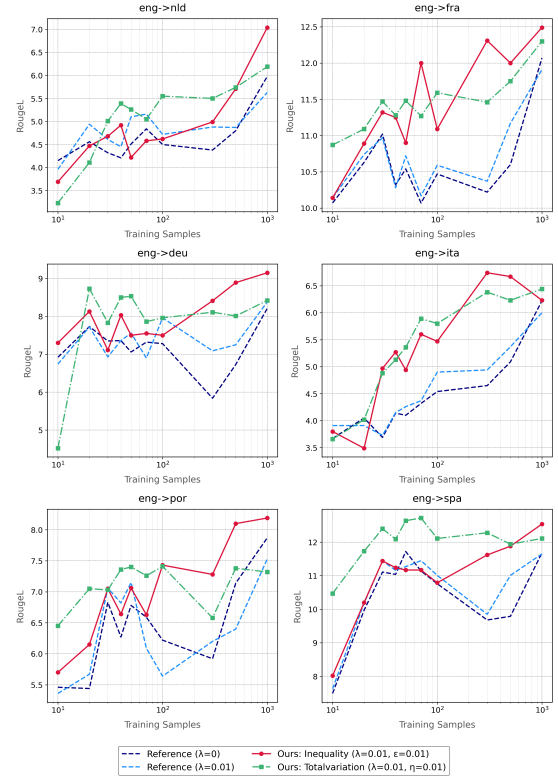 eng->nld
eng->fra
RougeL
7.0
6.5
6.0
5.5
5.0
4.5
4.0
3.5
10¹
10²
10³
Training Samples
RougeL
12.5
12.0
11.5
11.0
10.5
10.0
10¹
10²
10³
Training Samples
eng->deu
eng->ita
RougeL
9
8
7
6
5
10¹
10²
10³
Training Samples
RougeL
6.5
6.0
5.5
5.0
4.5
4.0
3.5
10¹
10²
10³
Training Samples
eng->por
eng->spa
RougeL
8.0
7.5
7.0
6.5
6.0
5.5
10¹
10²
10³
Training Samples
RougeL
12
11
10
9
8
10¹
10²
10³
Training Samples
Reference (λ=0)
Reference (λ=0.01)
Ours: Inequality (λ=0.01, ε=0.01)
Ours: Totalvariation (λ=0.01, η=0.01)